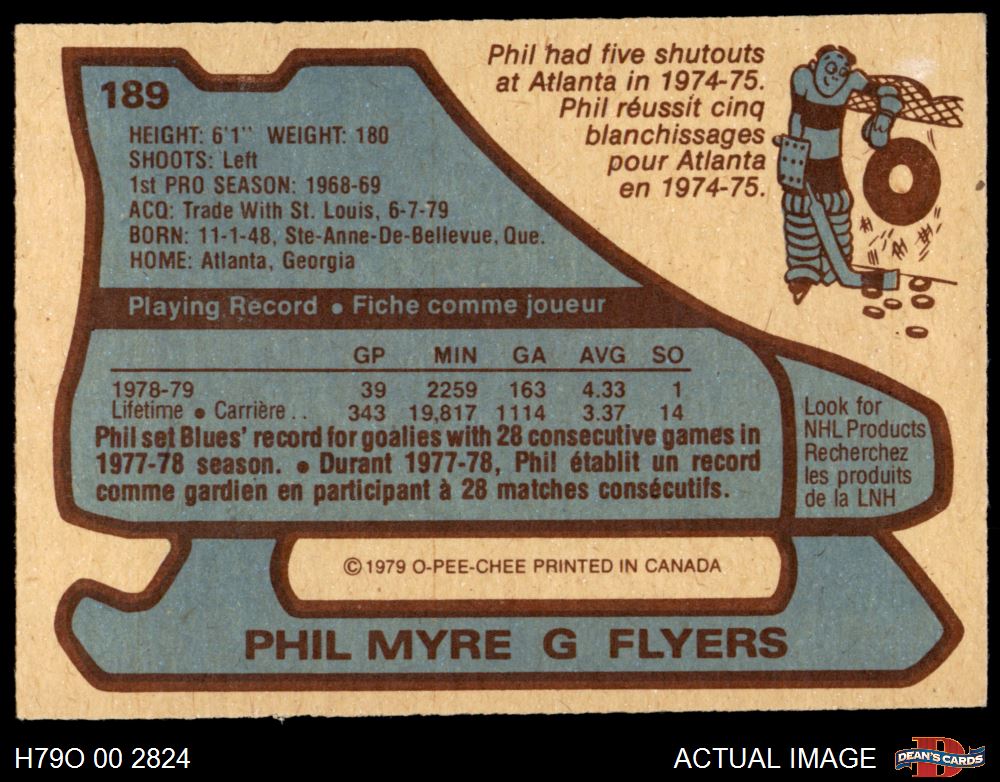 189
HEIGHT: 6'1" WEIGHT: 180
SHOOTS: Left
1st PRO SEASON: 1968-69
ACQ: Trade With St. Louis, 6-7-79
BORN: 11-1-48, Ste-Anne-De-Bellevue, Que.
HOME: Atlanta, Georgia
Phil had five shutouts
at Atlanta in 1974-75.
Phil réussit cinq
blanchissages
pour Atlanta
en 1974-75.
Playing Record • Fiche comme joueur
GP MIN GA AVG SO
1978-79 39 2259 163 4.33 1
Lifetime • Carrière . . 343 19,817 1114 3.37 14
Phil set Blues' record for goalies with 28 consecutive games in
1977-78 season. • Durant 1977-78, Phil établit un record
comme gardien en participant à 28 matches consécutifs.
Look for
NHL Products
Recherchez
les produits
de la LNH
© 1979 O-PEE-CHEE PRINTED IN CANADA
PHIL MYRE G FLYERS
H79O 00 2824
ACTUAL IMAGE
D
DEAN'S CARDS